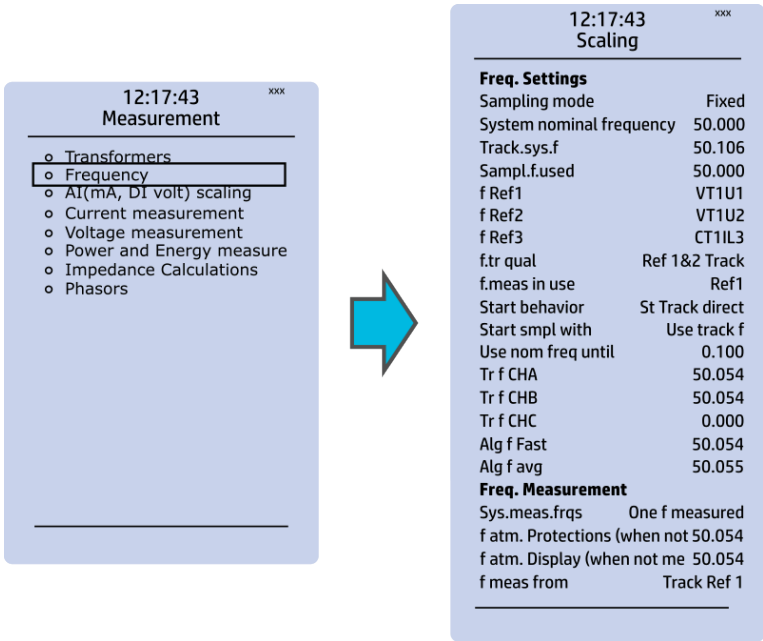 12:17:43 xxx
Measurement
Transformers
Frequency
AI(mA, DI volt) scaling
Current measurement
Voltage measurement
Power and Energy measure
Impedance Calculations
Phasors
12:17:43 xxx
Scaling
Freq. Settings
Sampling mode Fixed
System nominal frequency 50.000
Track.sys.f 50.106
Sampl.f.used 50.000
f Ref1 VT1U1
f Ref2 VT1U2
f Ref3 CT1IL3
f.tr qual Ref 1&2 Track
f.meas in use Ref1
Start behavior St Track direct
Start smpl with Use track f
Use nom freq until 0.100
Tr f CHA 50.054
Tr f CHB 50.054
Tr f CHC 0.000
Alg f Fast 50.054
Alg f avg 50.055
Freq. Measurement
Sys.meas.frqs One f measured
f atm. Protections (when not 50.054
f atm. Display (when not me 50.054
f meas from Track Ref 1